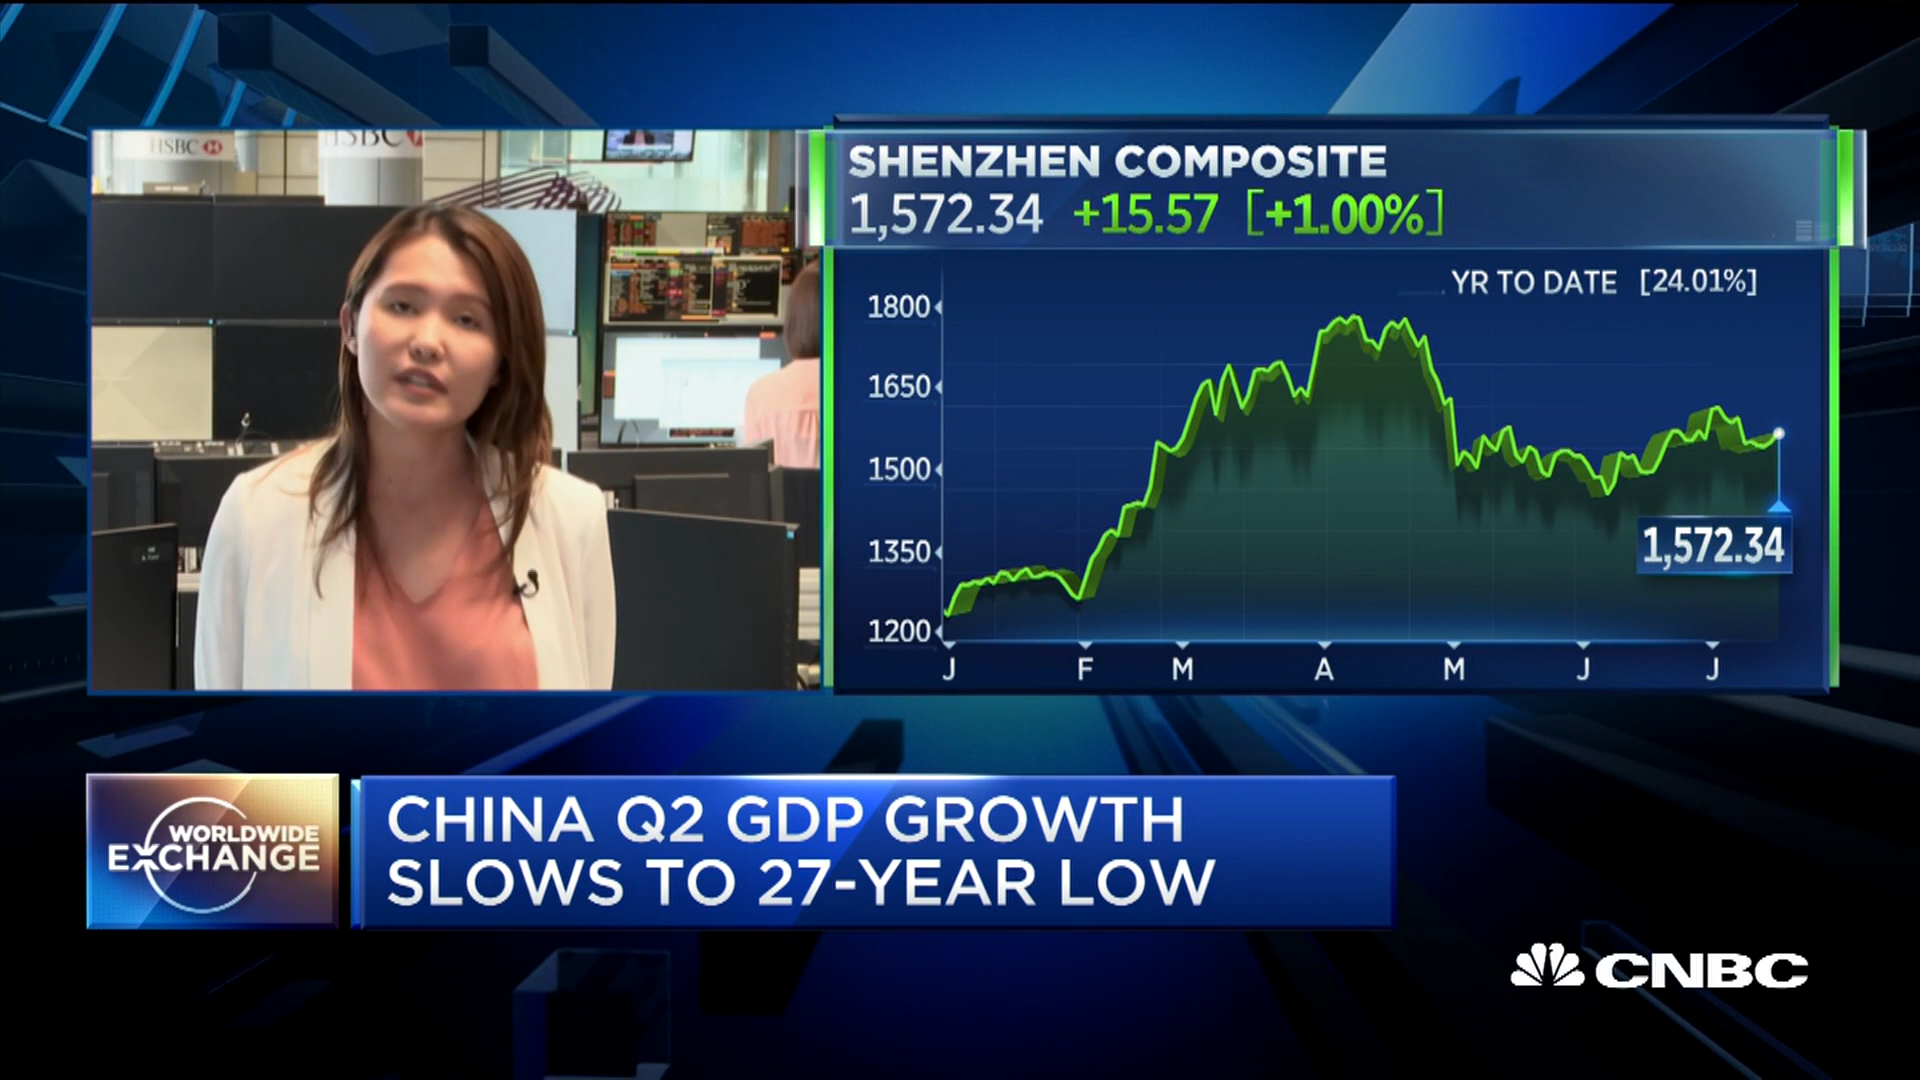 HSBC
HSBC
SHENZHEN COMPOSITE
1,572.34 +15.57 [+1.00%]
YR TO DATE [24.01%]
1800
1650
1500
1350
1200
1,572.34
J F M A M J J
WORLDWIDE
EXCHANGE
CHINA Q2 GDP GROWTH
SLOWS TO 27-YEAR LOW
CNBC